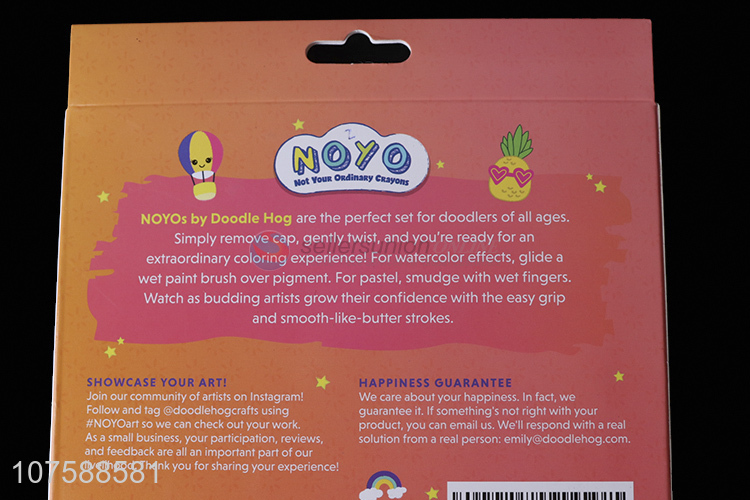 NOYO
Not Your Ordinary Crayons
NOYOs by Doodle Hog are the perfect set for doodlers of all ages.
Simply remove cap, gently twist, and you're ready for an
extraordinary coloring experience! For watercolor effects, glide a
wet paint brush over pigment. For pastel, smudge with wet fingers.
Watch as budding artists grow their confidence with the easy grip
and smooth-like-butter strokes.
sellersunion
SHOWCASE YOUR ART!
Join our community of artists on Instagram!
Follow and tag @doodlehogcrafts using
#NOYOart so we can check out your work.
As a small business, your participation, reviews,
and feedback are all an important part of our
livelihood. Thank you for sharing your experience!
HAPPINESS GUARANTEE
We care about your happiness. In fact, we
guarantee it. If something's not right with your
product, you can email us. We'll respond with a real
solution from a real person: emily@doodlehog.com.
107588581